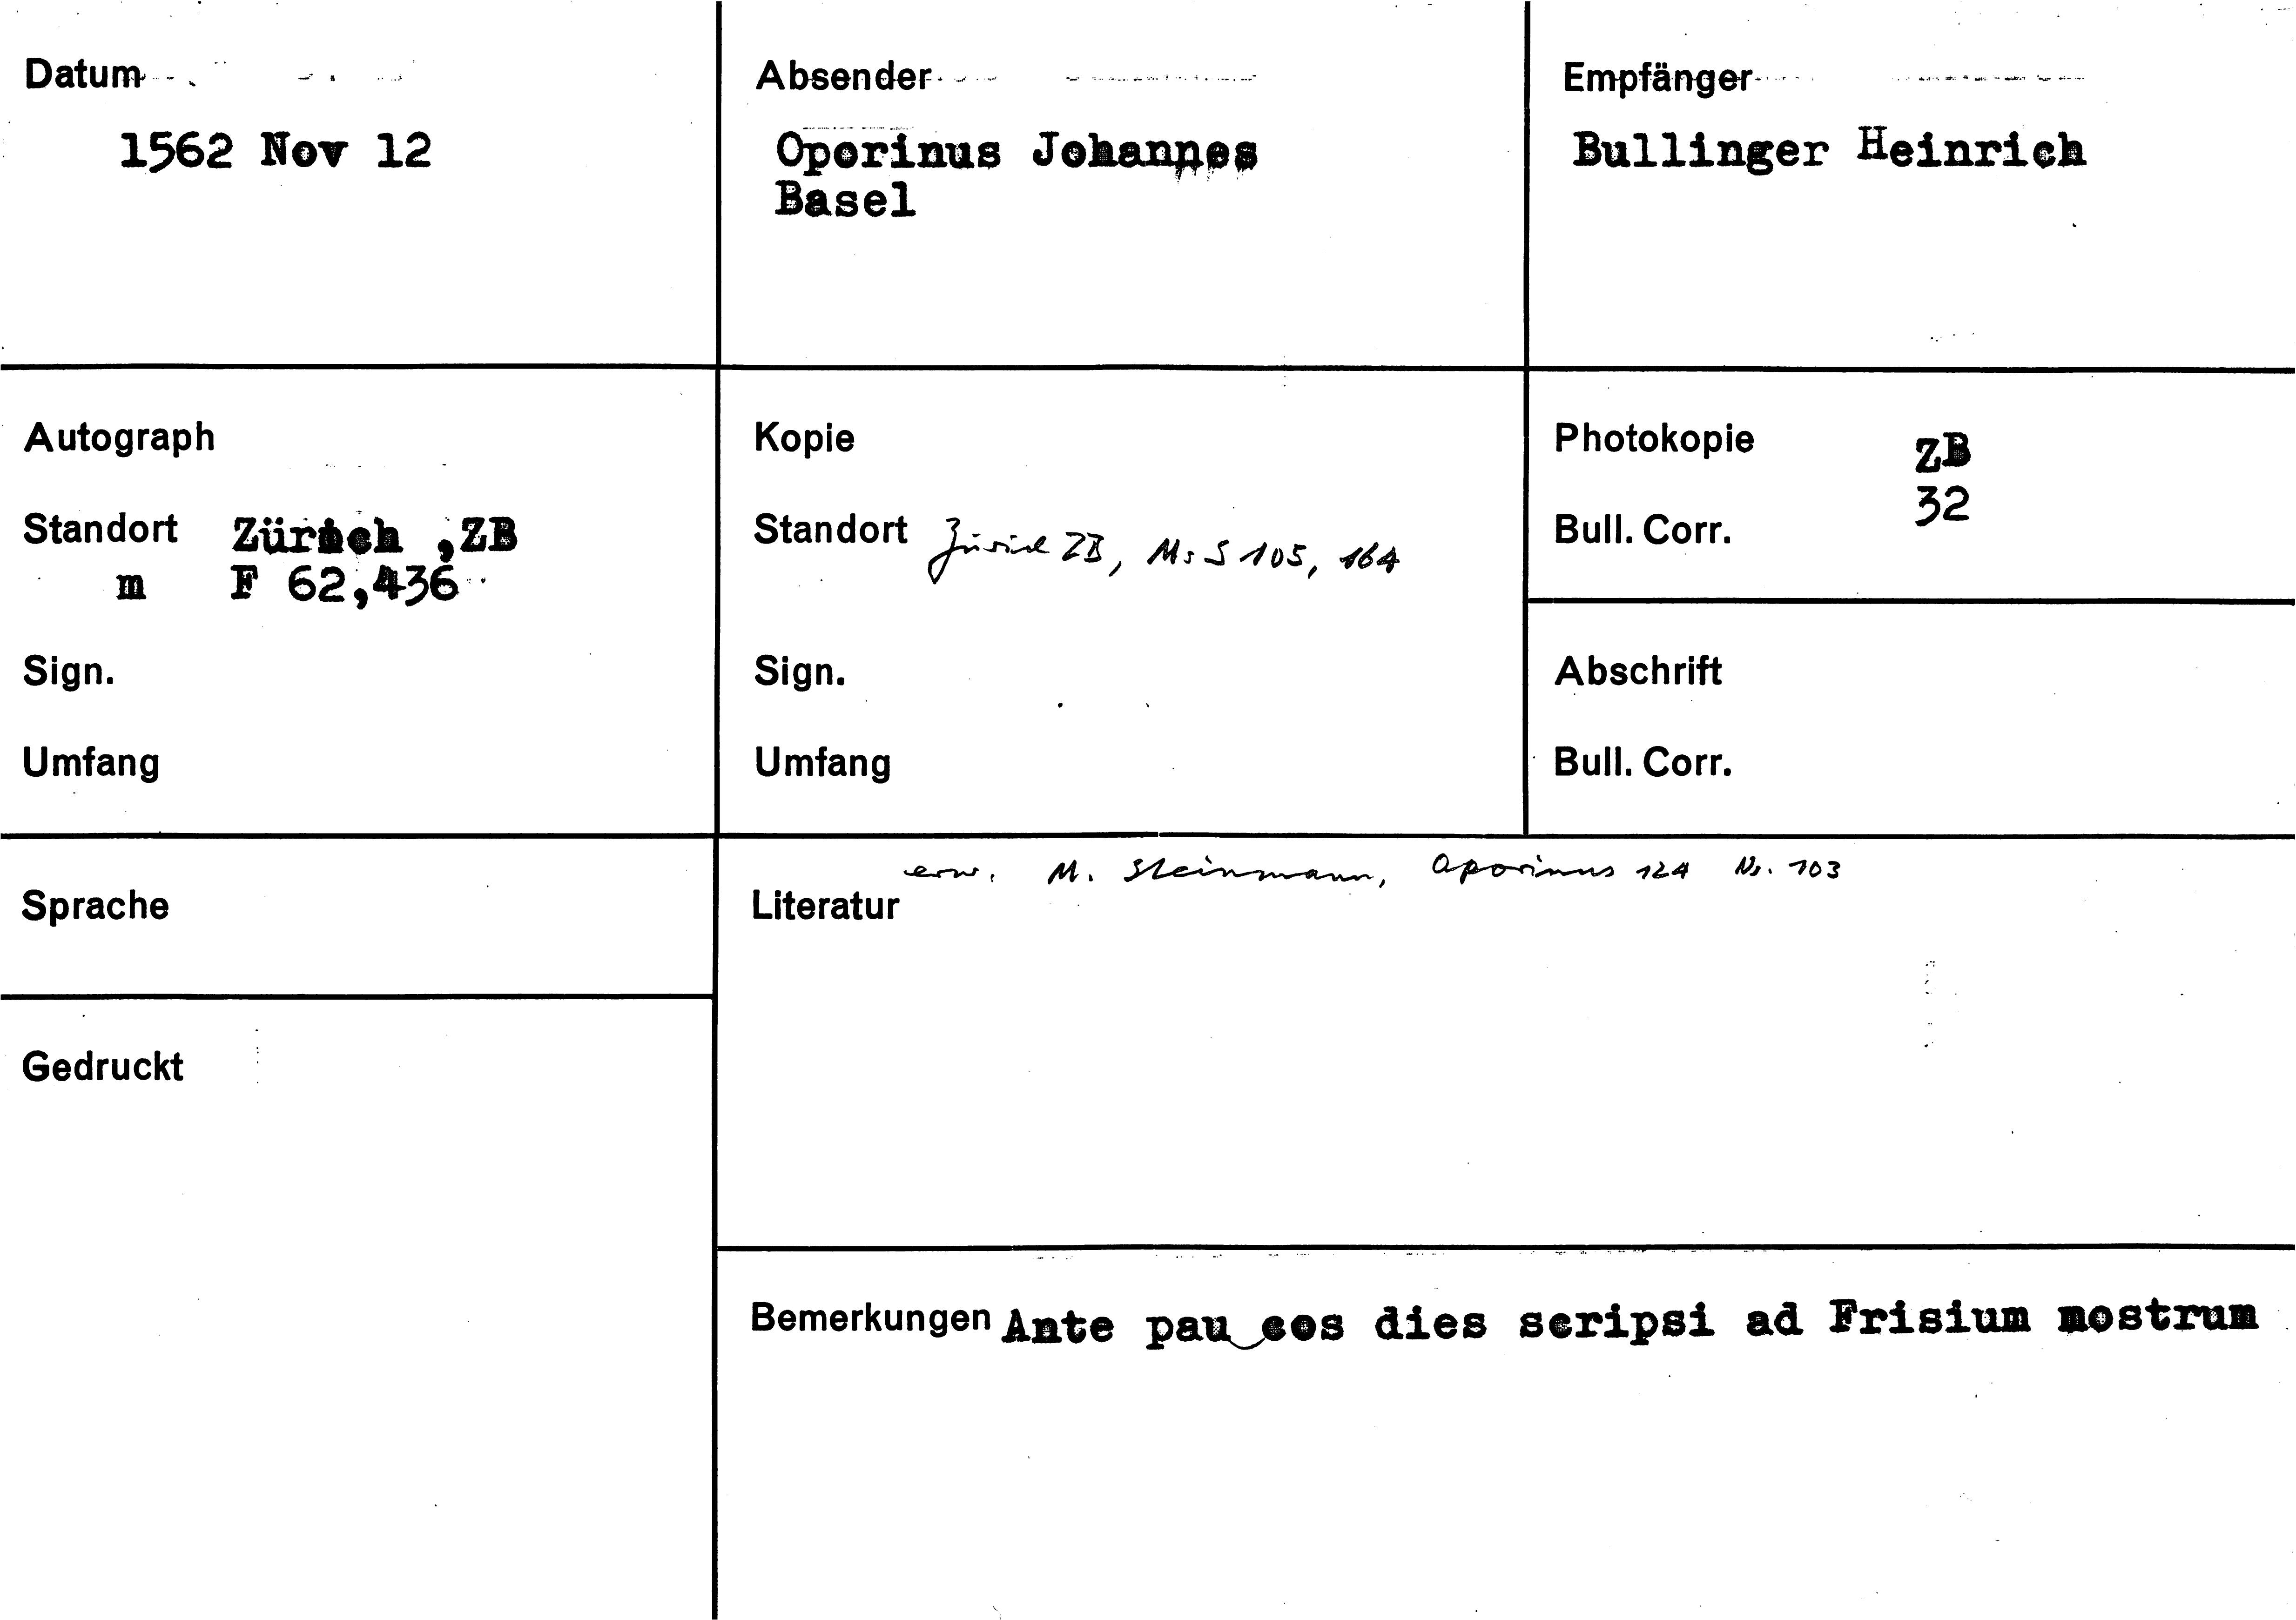 Datum
1562 Nov 12
Absender
Oporinus Johannes
Basel
Empfänger
Bullinger Heinrich
Autograph
Standort Zürich ,ZB
m F 62,436
Sign.
Umfang
Kopie
Standort Zürich ZB, Ms S 105, 164
Sign.
Umfang
Photokopie ZB
Bull. Corr. 32
Abschrift
Bull. Corr.
Sprache
Gedruckt
erw. M. Steinmann, Oporinus 124 Nr. 103
Literatur
Bemerkungen Ante pau cos dies scripsi ad Frisium nostrum